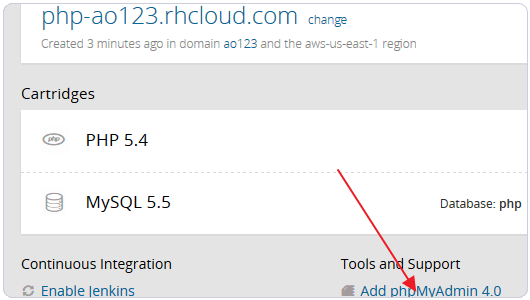 php-ao123.rhcloud.com change
Created 3 minutes ago in domain ao123 and the aws-us-east-1 region
Cartridges
php PHP 5.4
MySQL 5.5 Database: php
Continuous Integration
Enable Jenkins
Tools and Support
Add phpMyAdmin 4.0